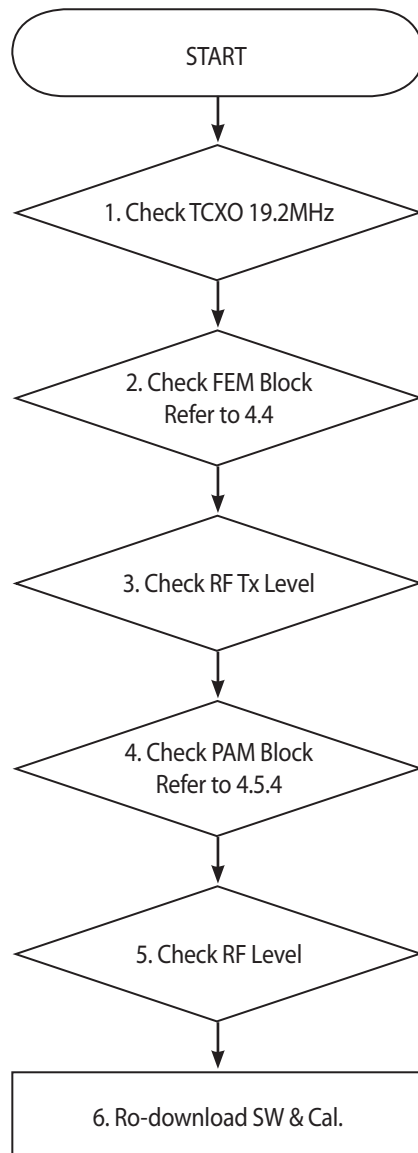 START
1. Check TCXO 19.2MHz
2. Check FEM Block
Refer to 4.4
3. Check RF Tx Level
4. Check PAM Block
Refer to 4.5.4
5. Check RF Level
6. Ro-download SW & Cal.